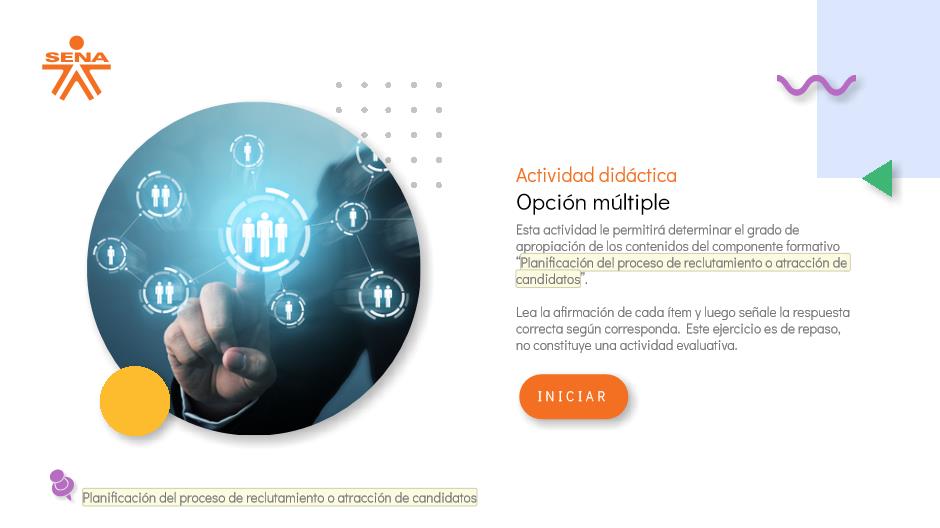 SENA
Actividad didáctica
Opción múltiple
Esta actividad le permitirá determinar el grado de
apropiación de los contenidos del componente formativo
“Planificación del proceso de reclutamiento o atracción de
candidatos”.
Lea la afirmación de cada ítem y luego señale la respuesta
correcta según corresponda. Este ejercicio es de repaso,
no constituye una actividad evaluativa.
INICIAR
Planificación del proceso de reclutamiento o atracción de candidatos